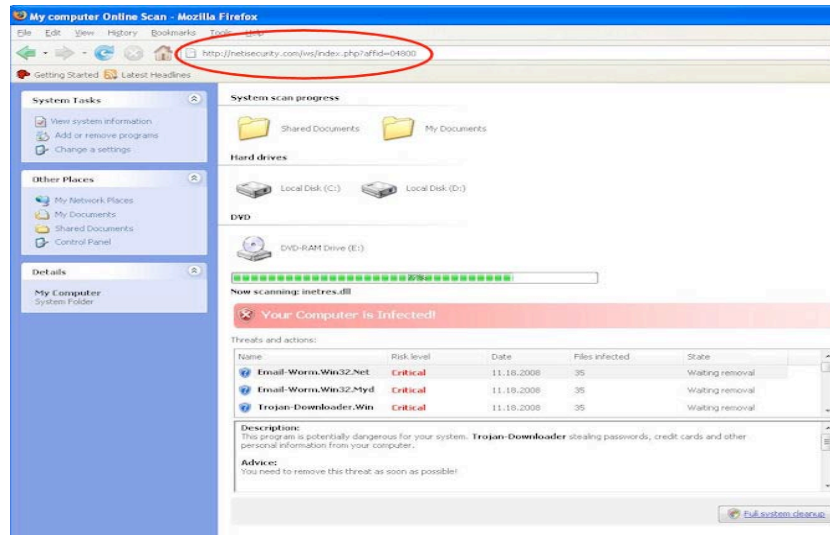 My computer Online Scan - Mozilla Firefox
File Edit View History Bookmarks Tools Help
http://netisecurity.com/ws/index.php?affid=04800
Getting Started Latest Headlines
System Tasks
View system information
Add or remove programs
Change a settings
Other Places
My Network Places
My Documents
Shared Documents
Control Panel
Details
My Computer
System Folder
System scan progress
Shared Documents My Documents
Hard drives
Local Disk (C:) Local Disk (D:)
DVD
DVD-RAM Drive (E:)
Now scanning: inetres.dll
Your Computer Is Infected!
Threats and actions:
Name Risk level Date Files infected State
Email-Worm.Win32.Net Critical 11.18.2008 35 Waiting removal
Email-Worm.Win32.Myd Critical 11.18.2008 35 Waiting removal
Trojan-Downloader.Win Critical 11.18.2008 35 Waiting removal
Description:
This program is potentially dangerous for your system. Trojan-Downloader stealing passwords, credit cards and other
personal information from your computer.
Advice:
You need to remove this threat as soon as possible!
Full system cleanup